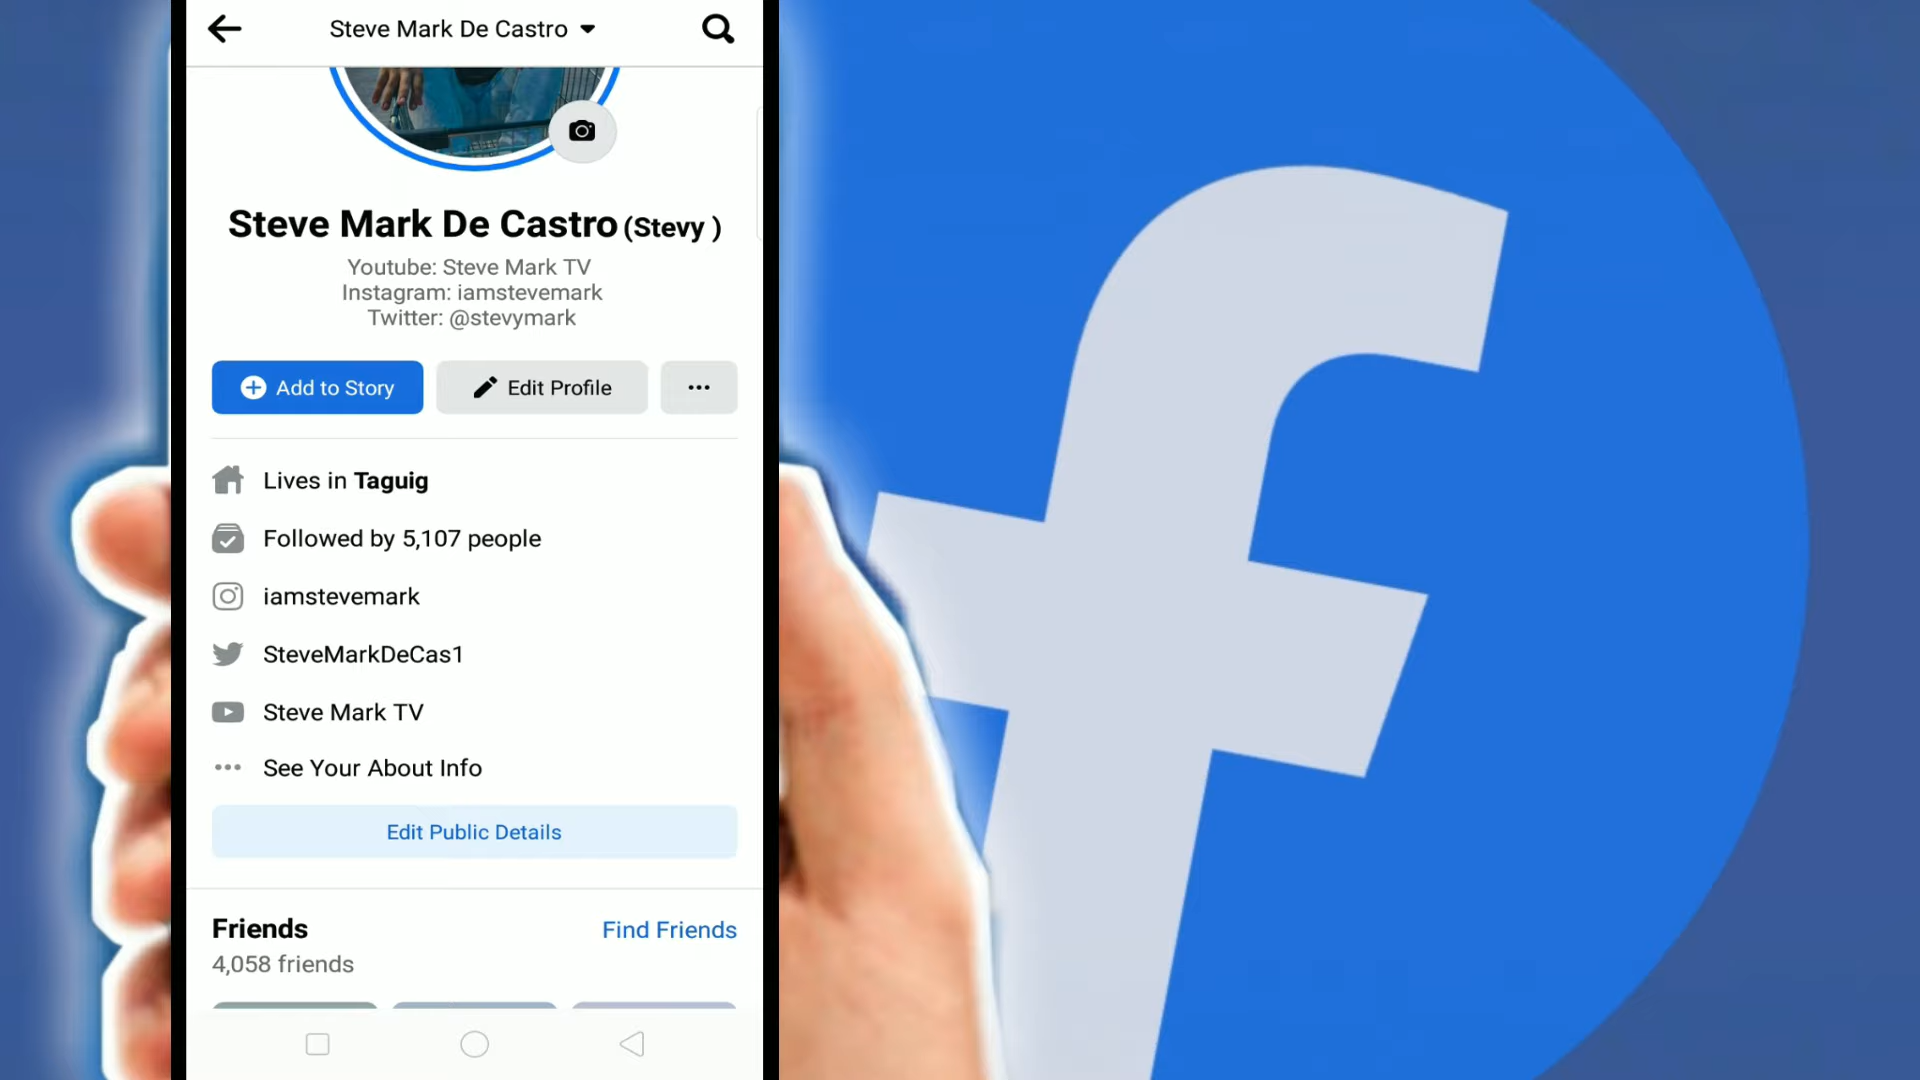 Steve Mark De Castro
Steve Mark De Castro (Stevy )
Youtube: Steve Mark TV
Instagram: iamstevemark
Twitter: @stevymark
Add to Story
Edit Profile
Lives in Taguig
Followed by 5,107 people
iamstevemark
SteveMarkDeCas1
Steve Mark TV
See Your About Info
Edit Public Details
Friends
Find Friends
4,058 friends